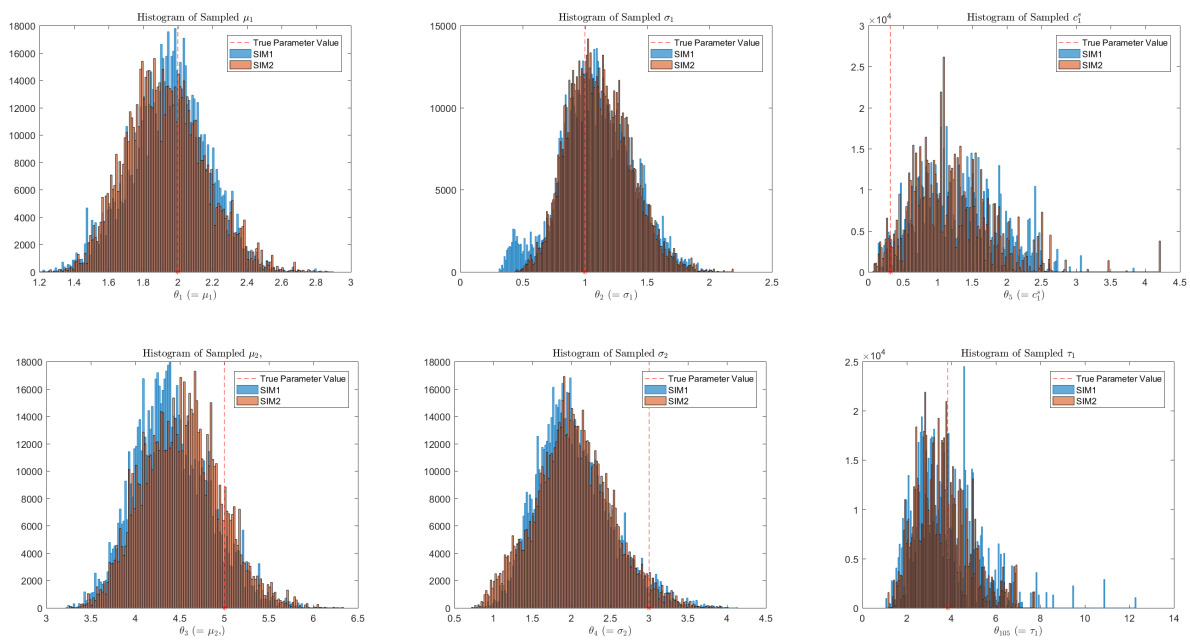 Histogram of Sampled μ₁
18000
16000
14000
12000
10000
8000
6000
4000
2000
0
1.2 1.4 1.6 1.8 2 2.2 2.4 2.6 2.8 3
θ₁ (= μ₁)
True Parameter Value
SIM1
SIM2
Histogram of Sampled σ₁
15000
10000
5000
0
0 0.5 1 1.5 2 2.5
θ₂ (= σ₁)
True Parameter Value
SIM1
SIM2
Histogram of Sampled c₁ˢ
×10⁴
3
2.5
2
1.5
1
0.5
0
0 0.5 1 1.5 2 2.5 3 3.5 4 4.5
θ₅ (= c₁ˢ)
True Parameter Value
SIM1
SIM2
Histogram of Sampled μ₂,
18000
16000
14000
12000
10000
8000
6000
4000
2000
0
3 3.5 4 4.5 5 5.5 6 6.5
θ₃ (= μ₂,)
True Parameter Value
SIM1
SIM2
Histogram of Sampled σ₂
18000
16000
14000
12000
10000
8000
6000
4000
2000
0
0.5 1 1.5 2 2.5 3 3.5 4 4.5
θ₄ (= σ₂)
True Parameter Value
SIM1
SIM2
Histogram of Sampled τ₁
×10⁴
2.5
2
1.5
1
0.5
0
0 2 4 6 8 10 12 14
θ₁₀₅ (= τ₁)
True Parameter Value
SIM1
SIM2